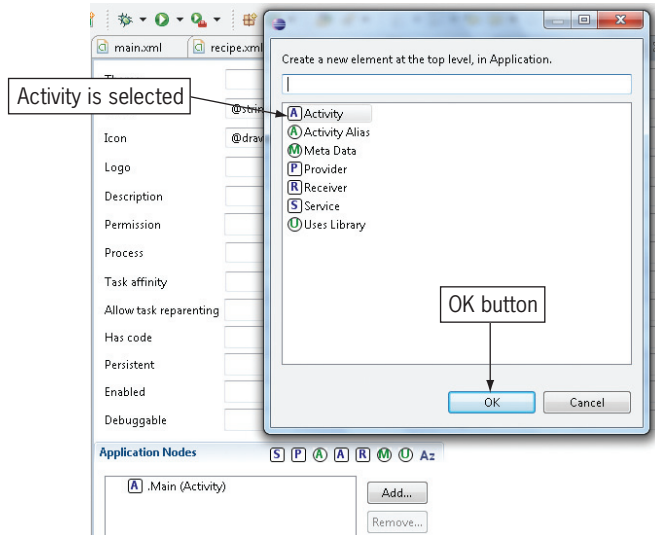 main.xml
recipe.xml
Create a new element at the top level, in Application.
Activity is selected
@strin
Icon
@draw
Logo
Description
Permission
Process
Task affinity
Allow task reparenting
Has code
Persistent
Enabled
Debuggable
A Activity
A Activity Alias
M Meta Data
P Provider
R Receiver
S Service
U Uses Library
OK button
OK
Cancel
Application Nodes
S P A A R M U Az
A .Main (Activity)
Add...
Remove...